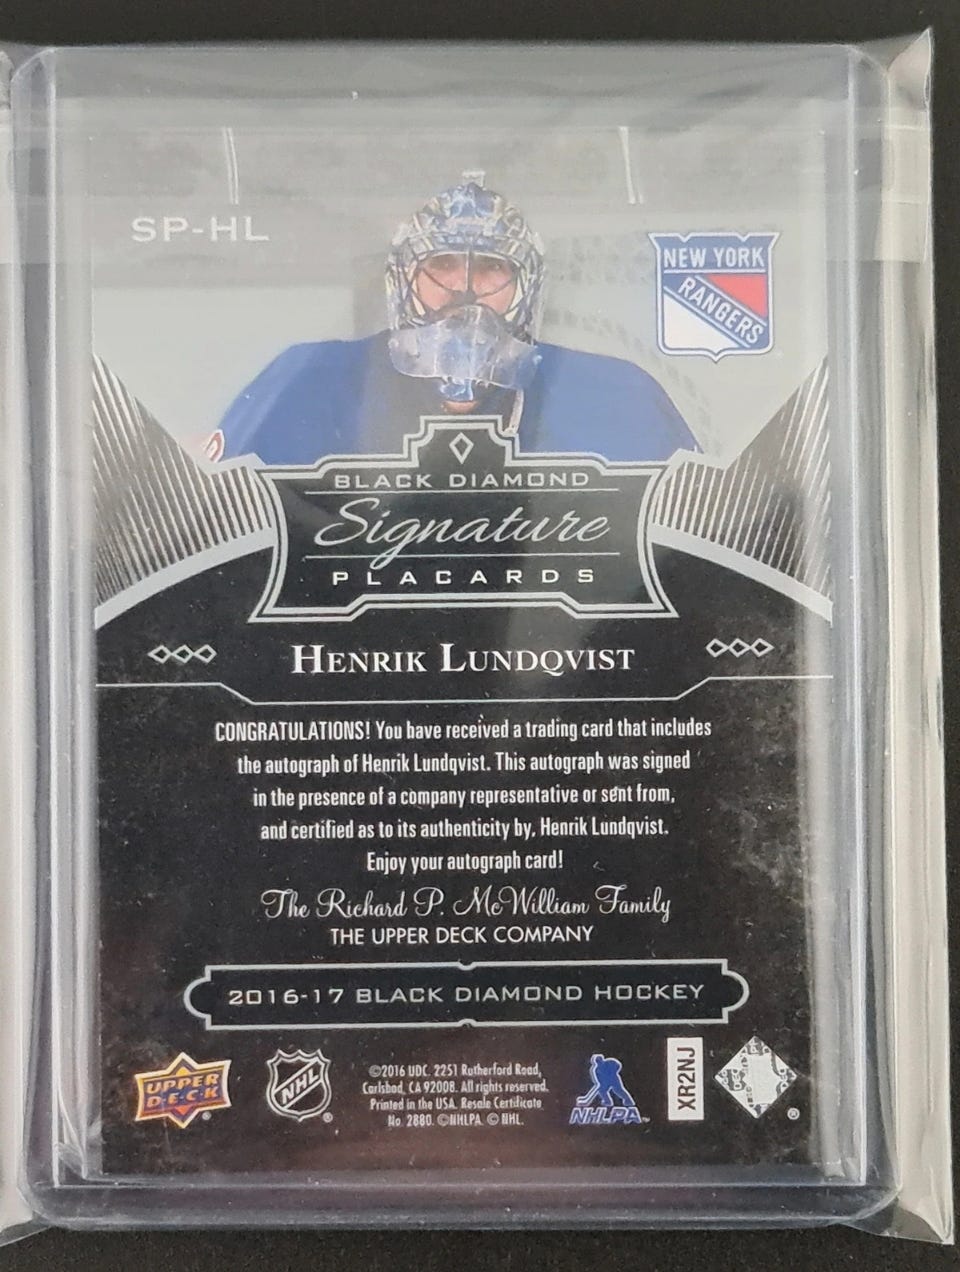 SP-HL
NEW YORK
RANGERS
BLACK DIAMOND
Signature
PLACARDS
HENRIK LUNDQVIST
CONGRATULATIONS! You have received a trading card that includes
the autograph of Henrik Lundqvist. This autograph was signed
in the presence of a company representative or sent from,
and certified as to its authenticity by, Henrik Lundqvist.
Enjoy your autograph card!
The Richard P. McWilliam Family
THE UPPER DECK COMPANY
2016-17 BLACK DIAMOND HOCKEY
UPPER
D·E·C·K
®
NHL
®
©2016 UDC. 2251 Rutherford Road,
Carlsbad, CA 92008. All rights reserved.
Printed in the USA. Resale Certificate
No. 2880. ©NHLPA. © NHL.
NHLPA™
XR2NJ
®